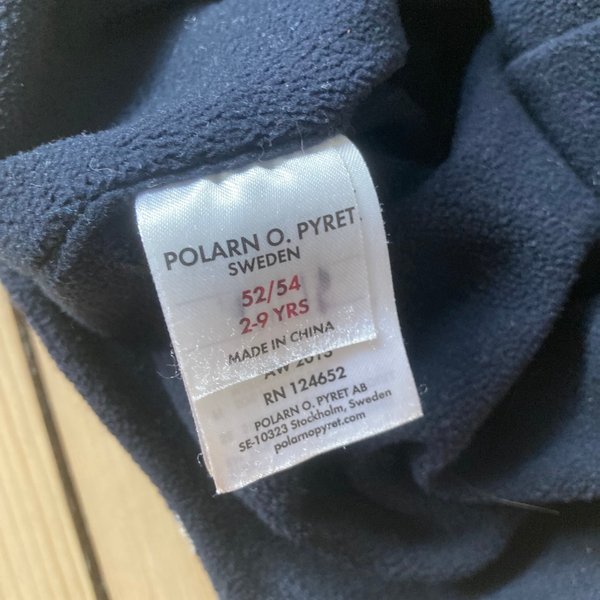 POLARN O. PYRET
SWEDEN
52/54
2-9 YRS
MADE IN CHINA
RN 124652
POLARN O. PYRET AB
SE-10323 Stockholm, Sweden
polarnopyret.com